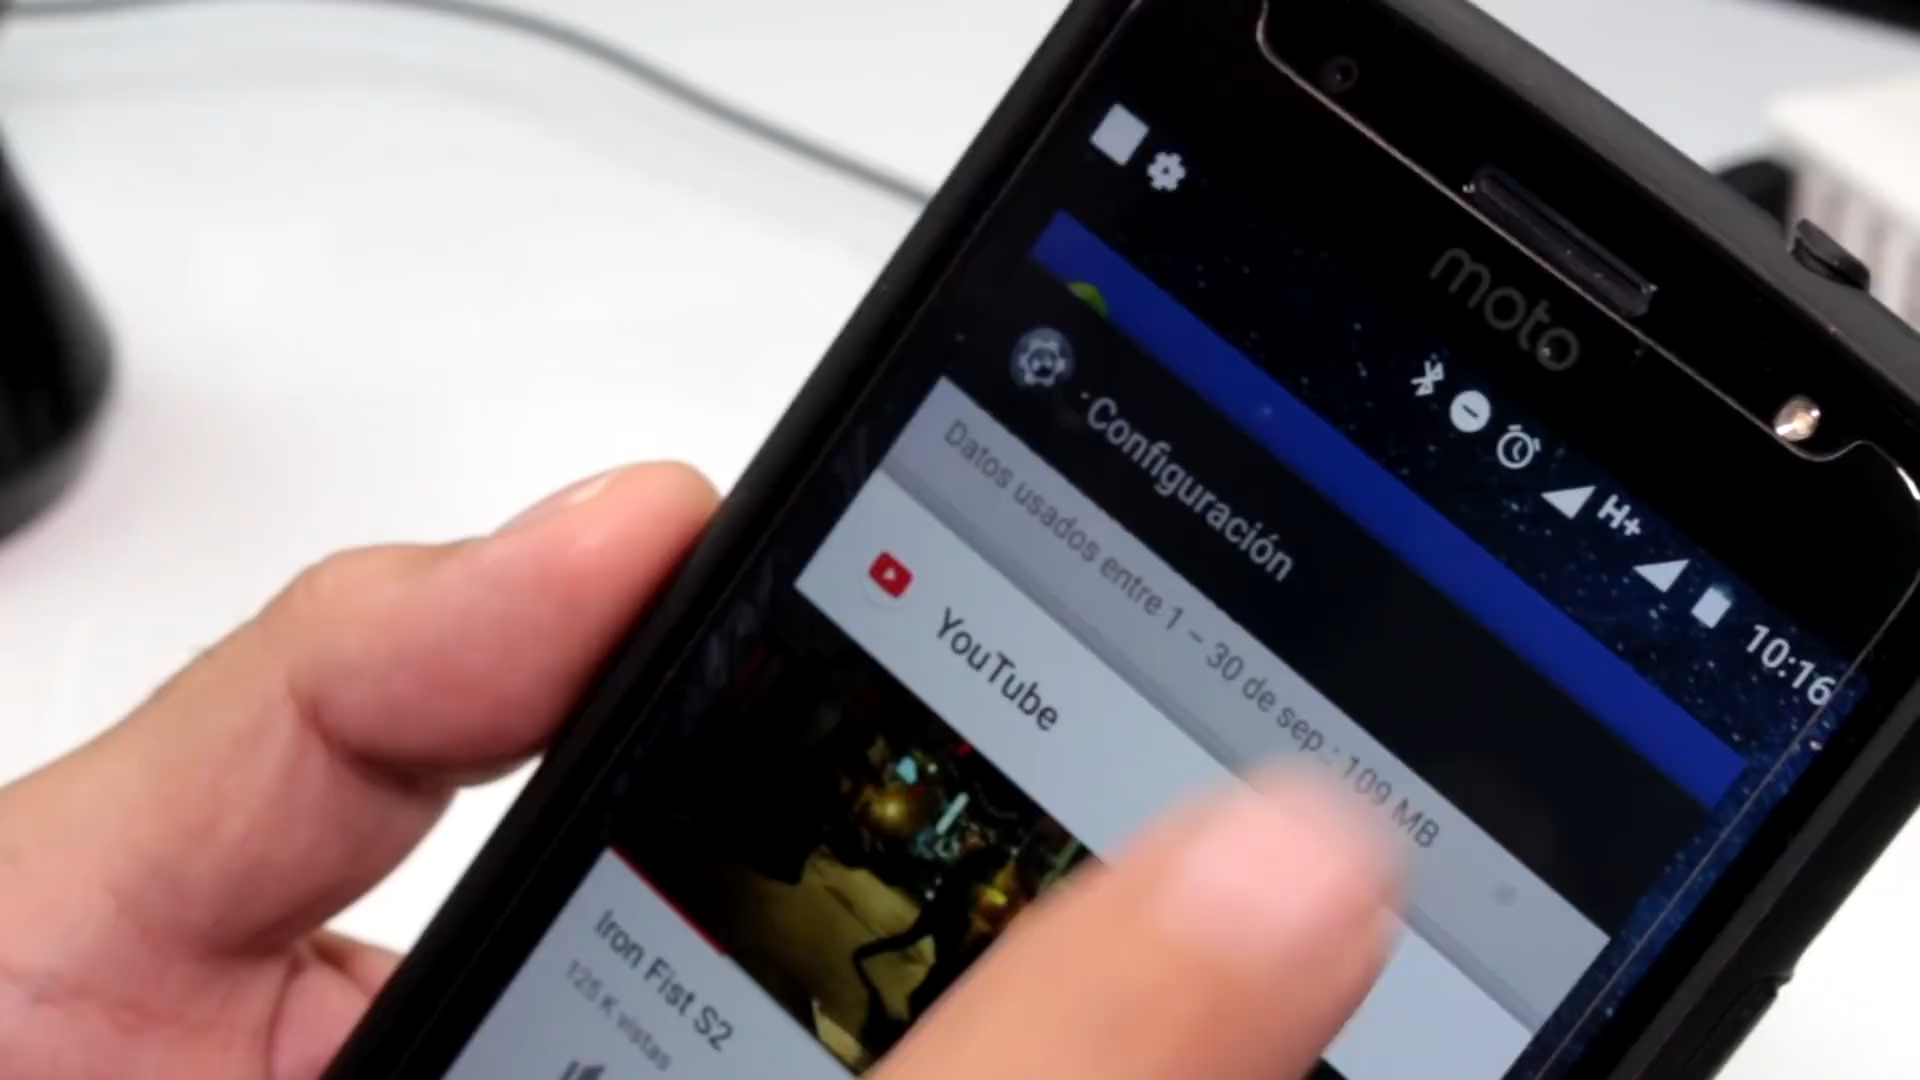 moto
H+
10:16
Configuración
Datos usados entre 1 – 30 de sep.: 109 MB
YouTube
Iron Fist S2
125 K vistas